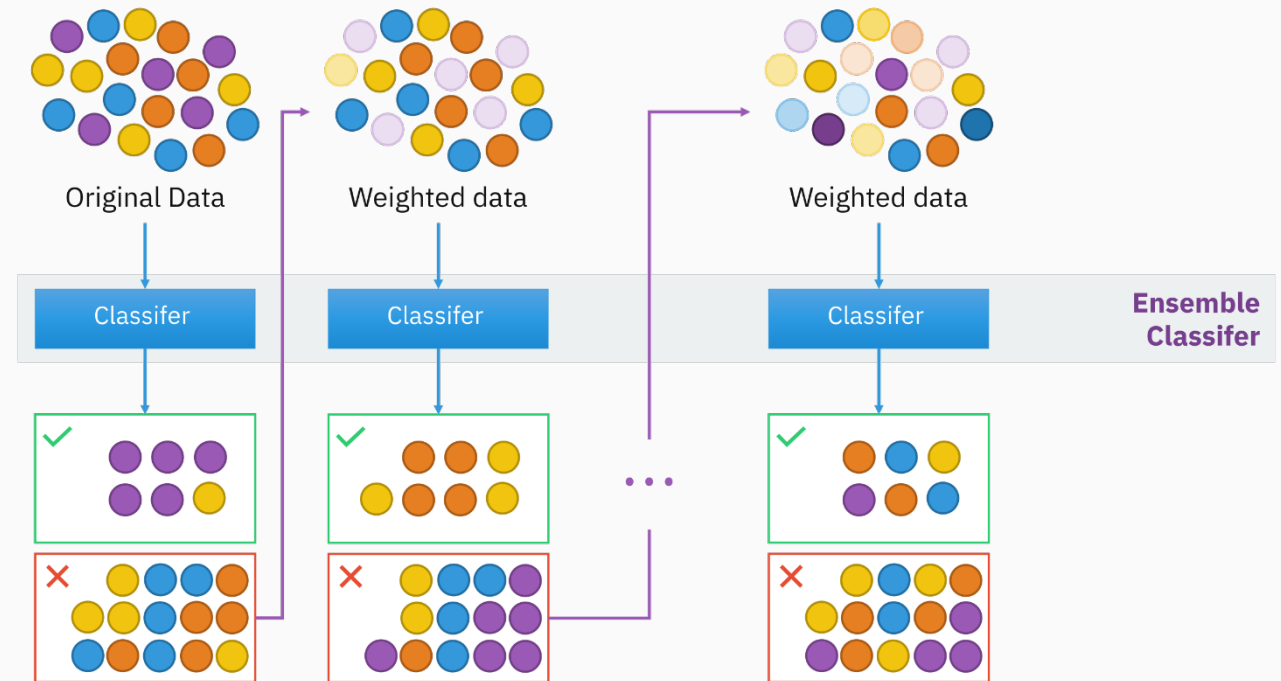 Original Data
Weighted data
Weighted data
Classifer
Classifer
Classifer
Ensemble
Classifer